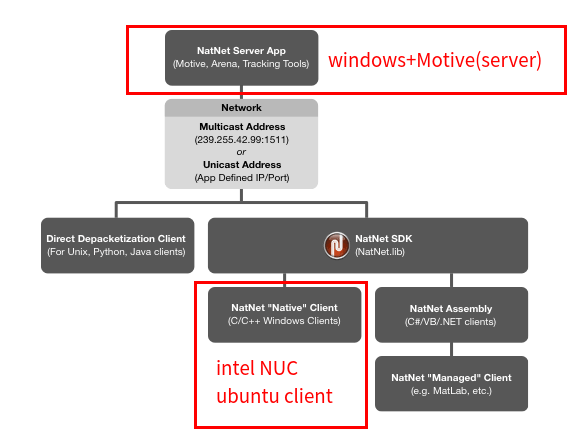 NatNet Server App
(Motive, Arena, Tracking Tools)
windows+Motive(server)
Network
Multicast Address
(239.255.42.99:1511)
or
Unicast Address
(App Defined IP/Port)
Direct Depacketization Client
(For Unix, Python, Java clients)
NatNet SDK
(NatNet.lib)
NatNet "Native" Client
(C/C++ Windows Clients)
NatNet Assembly
(C#/VB/.NET clients)
intel NUC
ubuntu client
NatNet "Managed" Client
(e.g. MatLab, etc.)